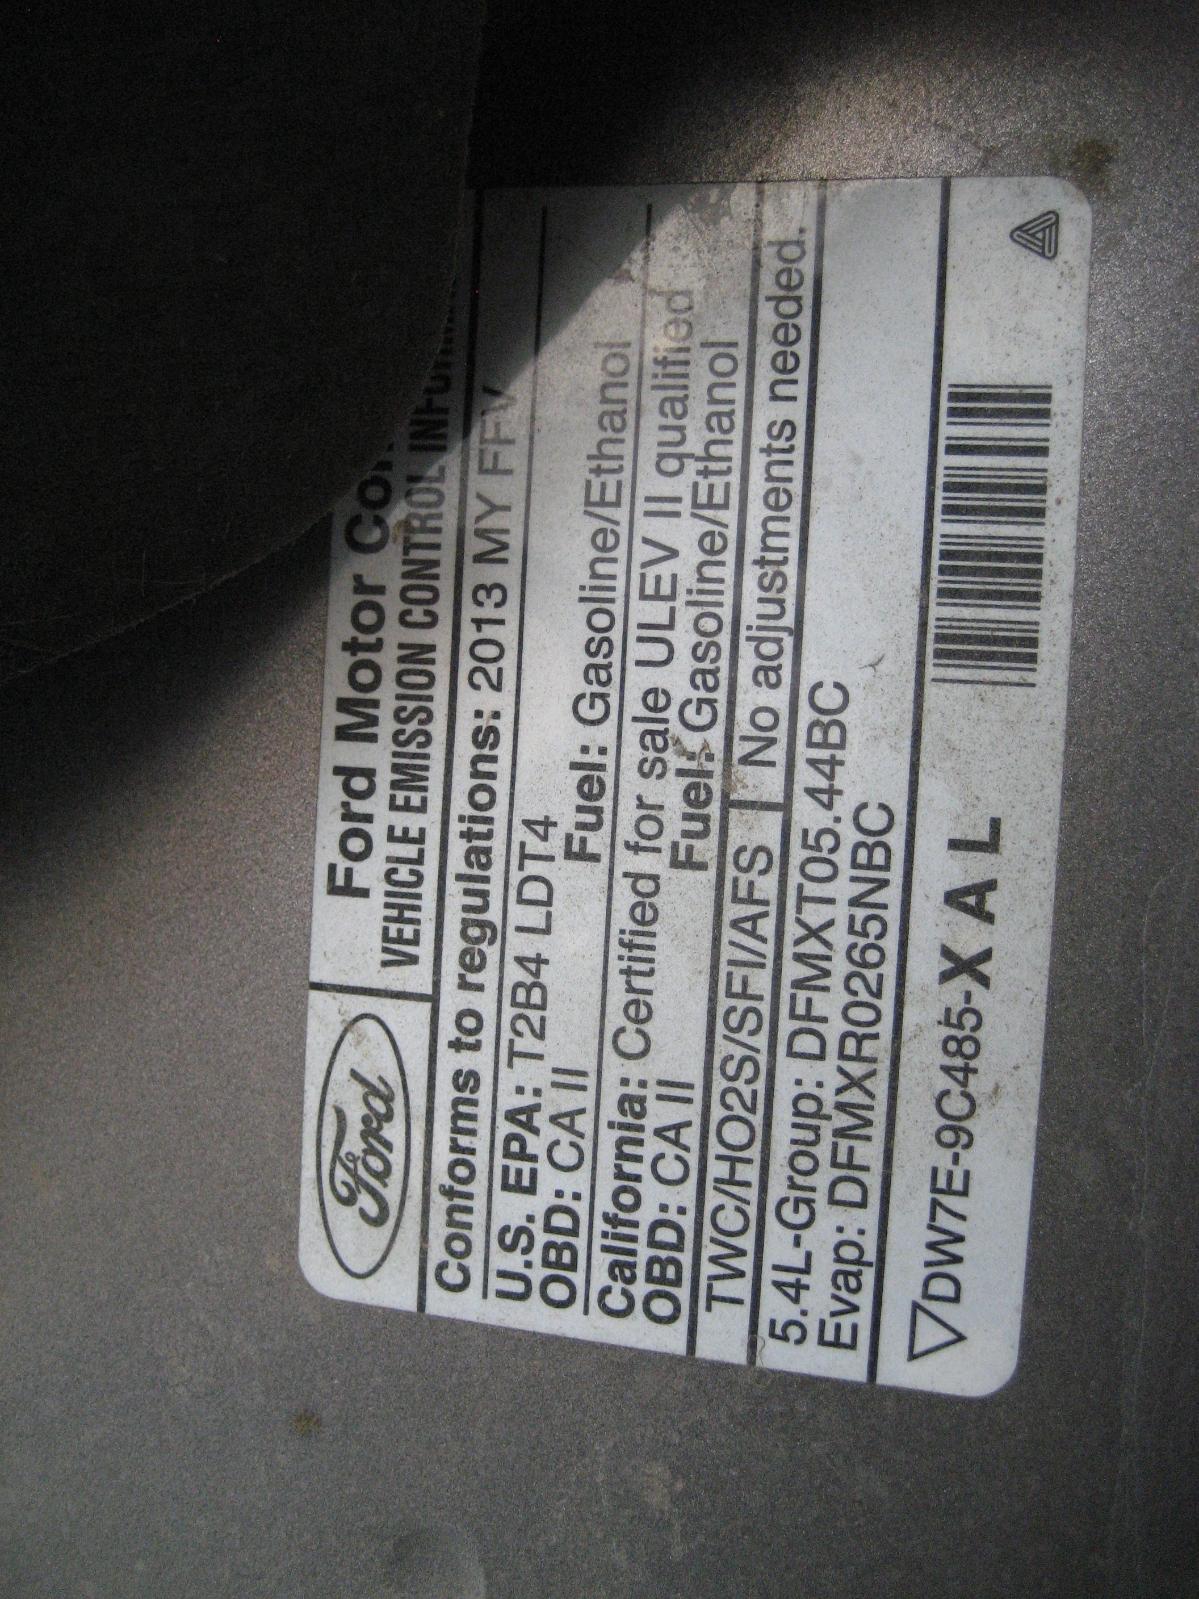 Ford
Ford Motor
VEHICLE EMISSION CONTROL
Conforms to regulations: 2013 MY FFV
U.S. EPA: T2B4 LDT4
OBD: CA II Fuel: Gasoline/Ethanol
California: Certified for sale ULEV II qualified
OBD: CA II Fuel: Gasoline/Ethanol
TWC/HO2S/SFI/AFS No adjustments needed.
5.4L-Group: DFMXT05.44BC
Evap: DFMXR0265NBC
DW7E-9C485-X A L